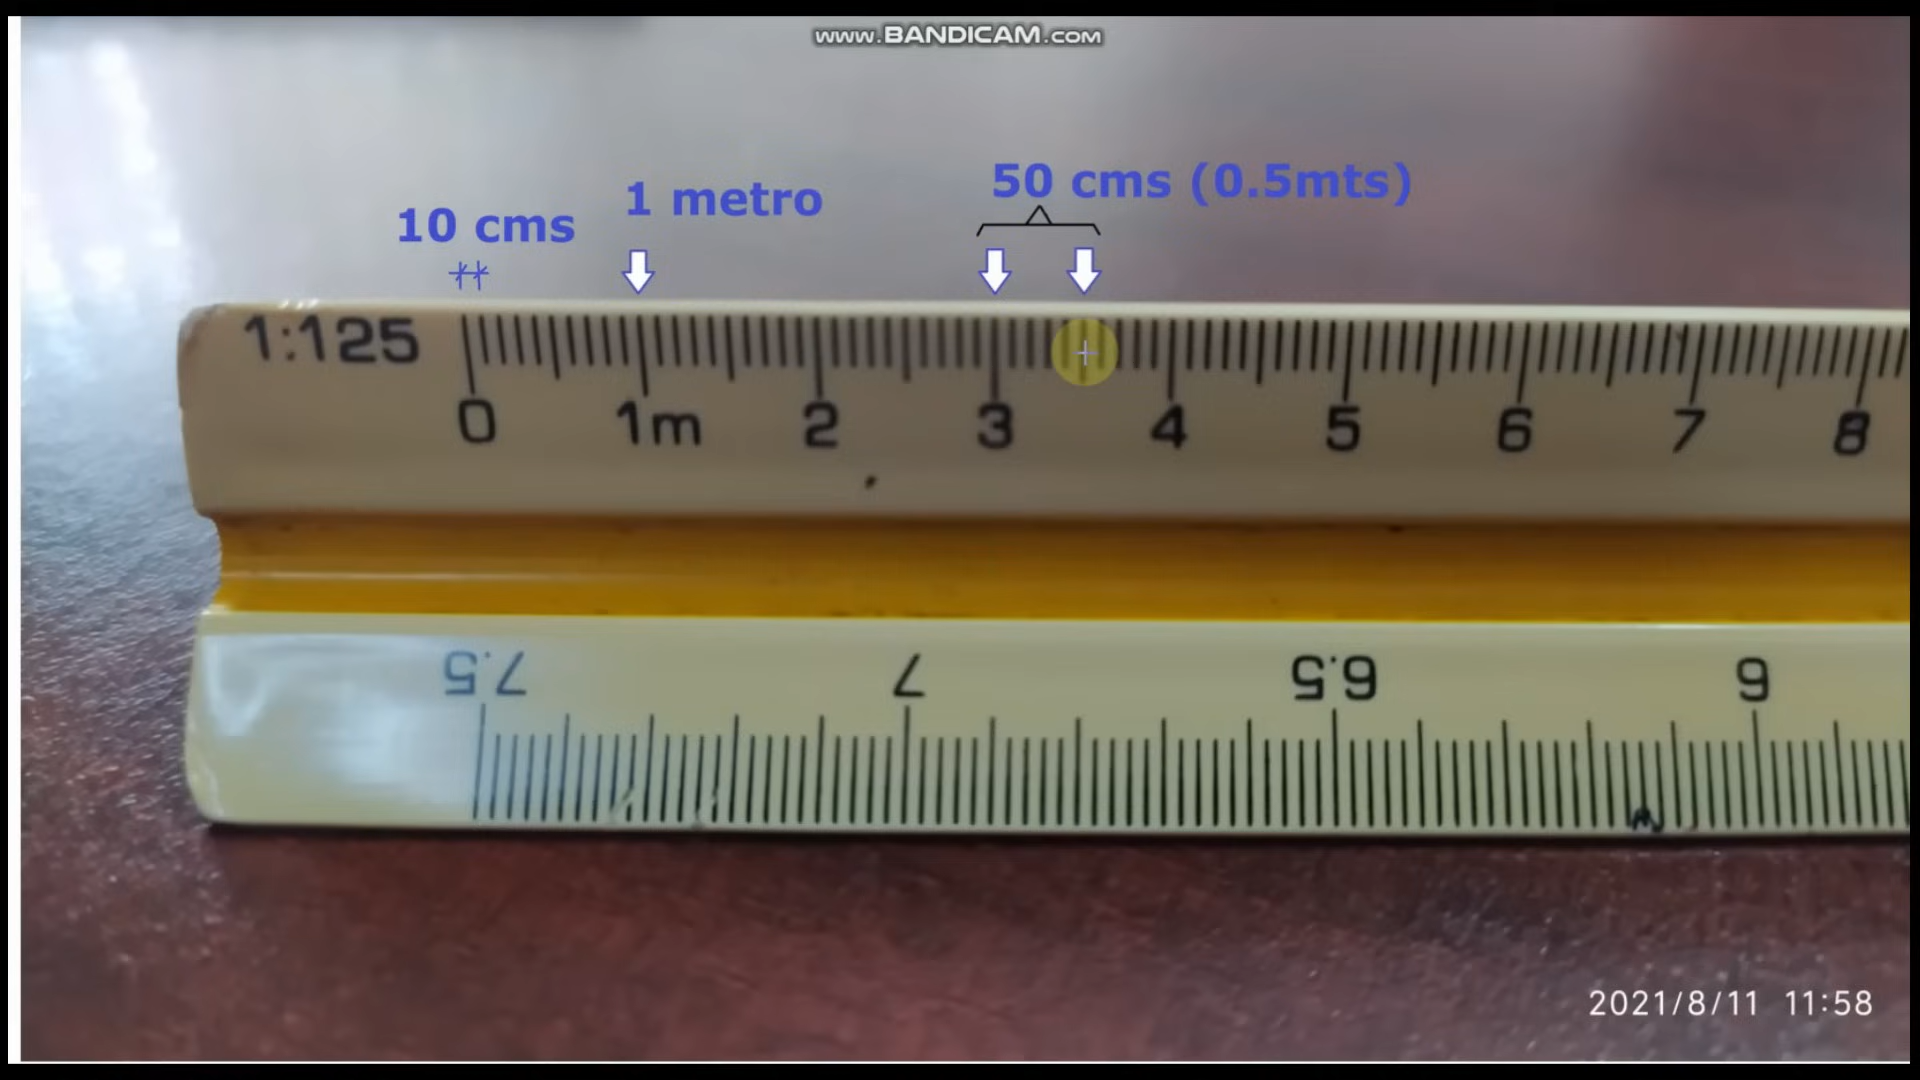 www.BANDICAM.com
50 cms (0.5mts)
1 metro
10 cms
1:125
0 1m 2 3 4 5 6 7 8
7.5 7 6.5 6
2021/8/11 11:58